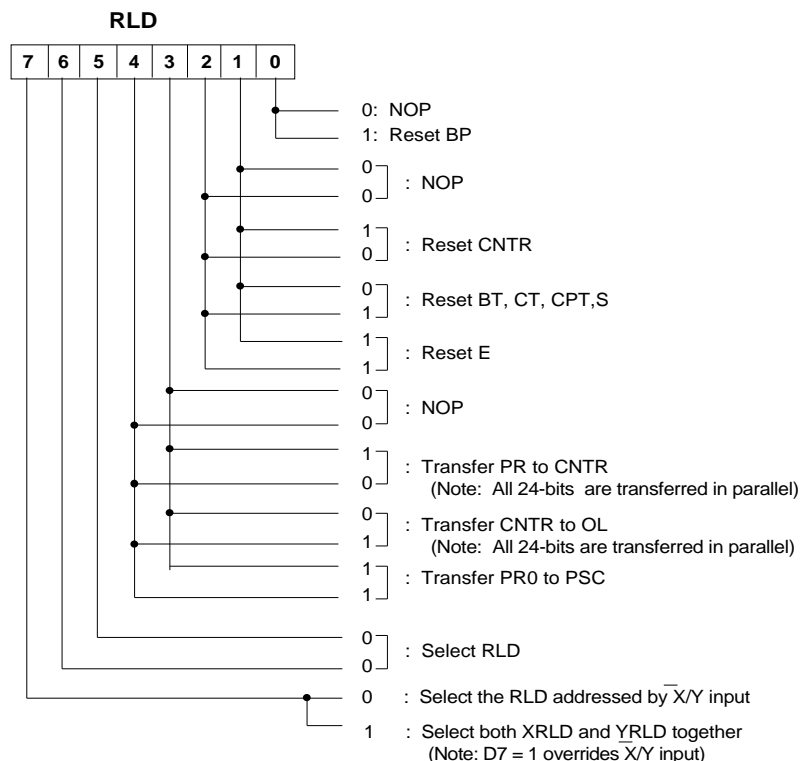 RLD
7 6 5 4 3 2 1 0
0: NOP
1: Reset BP
0
0
: NOP
1
0
: Reset CNTR
0
1
: Reset BT, CT, CPT,S
1
1
: Reset E
0
0
: NOP
1
0
: Transfer PR to CNTR
(Note: All 24-bits are transferred in parallel)
0
1
: Transfer CNTR to OL
(Note: All 24-bits are transferred in parallel)
1
1
: Transfer PR0 to PSC
0
0
: Select RLD
0 : Select the RLD addressed by X̅/Y input
1 : Select both XRLD and YRLD together
(Note: D7 = 1 overrides X̅/Y input)